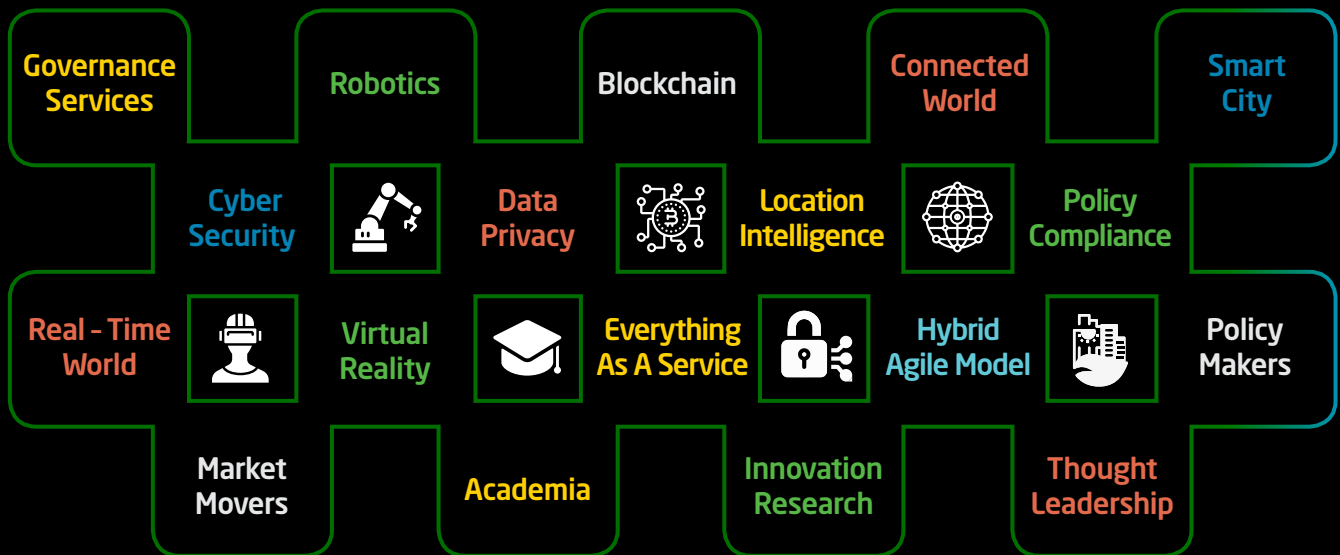 Governance
Services
Robotics
Blockchain
Connected
World
Smart
City
Cyber
Security
Data
Privacy
Location
Intelligence
Policy
Compliance
Real - Time
World
Virtual
Reality
Everything
As A Service
Hybrid
Agile Model
Policy
Makers
Market
Movers
Academia
Innovation
Research
Thought
Leadership